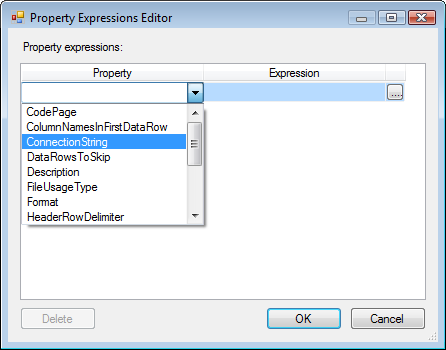 Property Expressions Editor
Property expressions:
Property Expression
...
CodePage
ColumnNamesInFirstDataRow
ConnectionString
DataRowsToSkip
Description
FileUsageType
Format
HeaderRowDelimiter
Delete OK Cancel